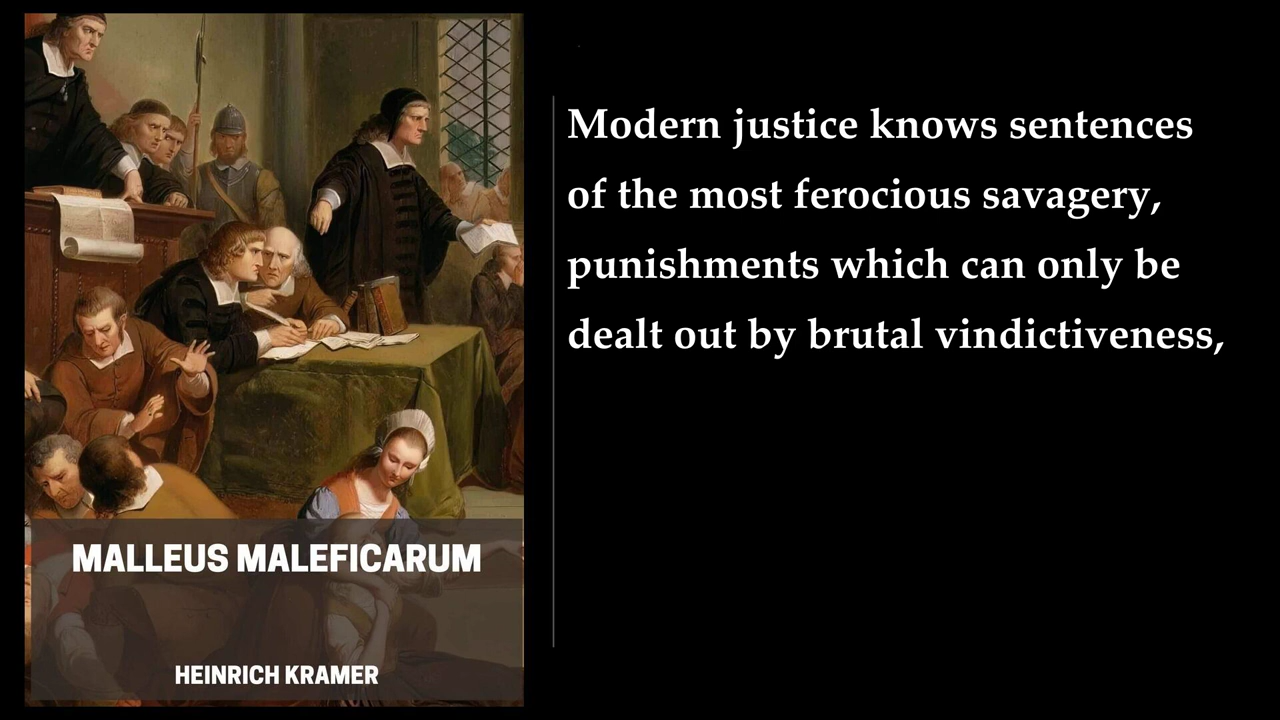 Modern justice knows sentences
of the most ferocious savagery,
punishments which can only be
dealt out by brutal vindictiveness,
MALLEUS MALEFICARUM
HEINRICH KRAMER